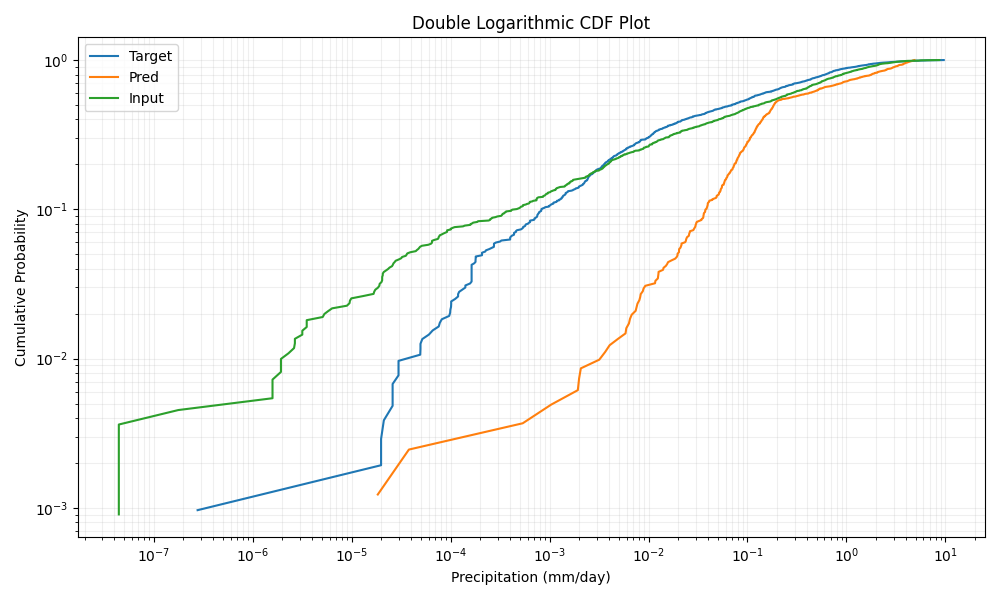 Double Logarithmic CDF Plot
Target
Pred
Input
Cumulative Probability
10⁰
10⁻¹
10⁻²
10⁻³
10⁻⁷
10⁻⁶
10⁻⁵
10⁻⁴
10⁻³
10⁻²
10⁻¹
10⁰
10¹
Precipitation (mm/day)